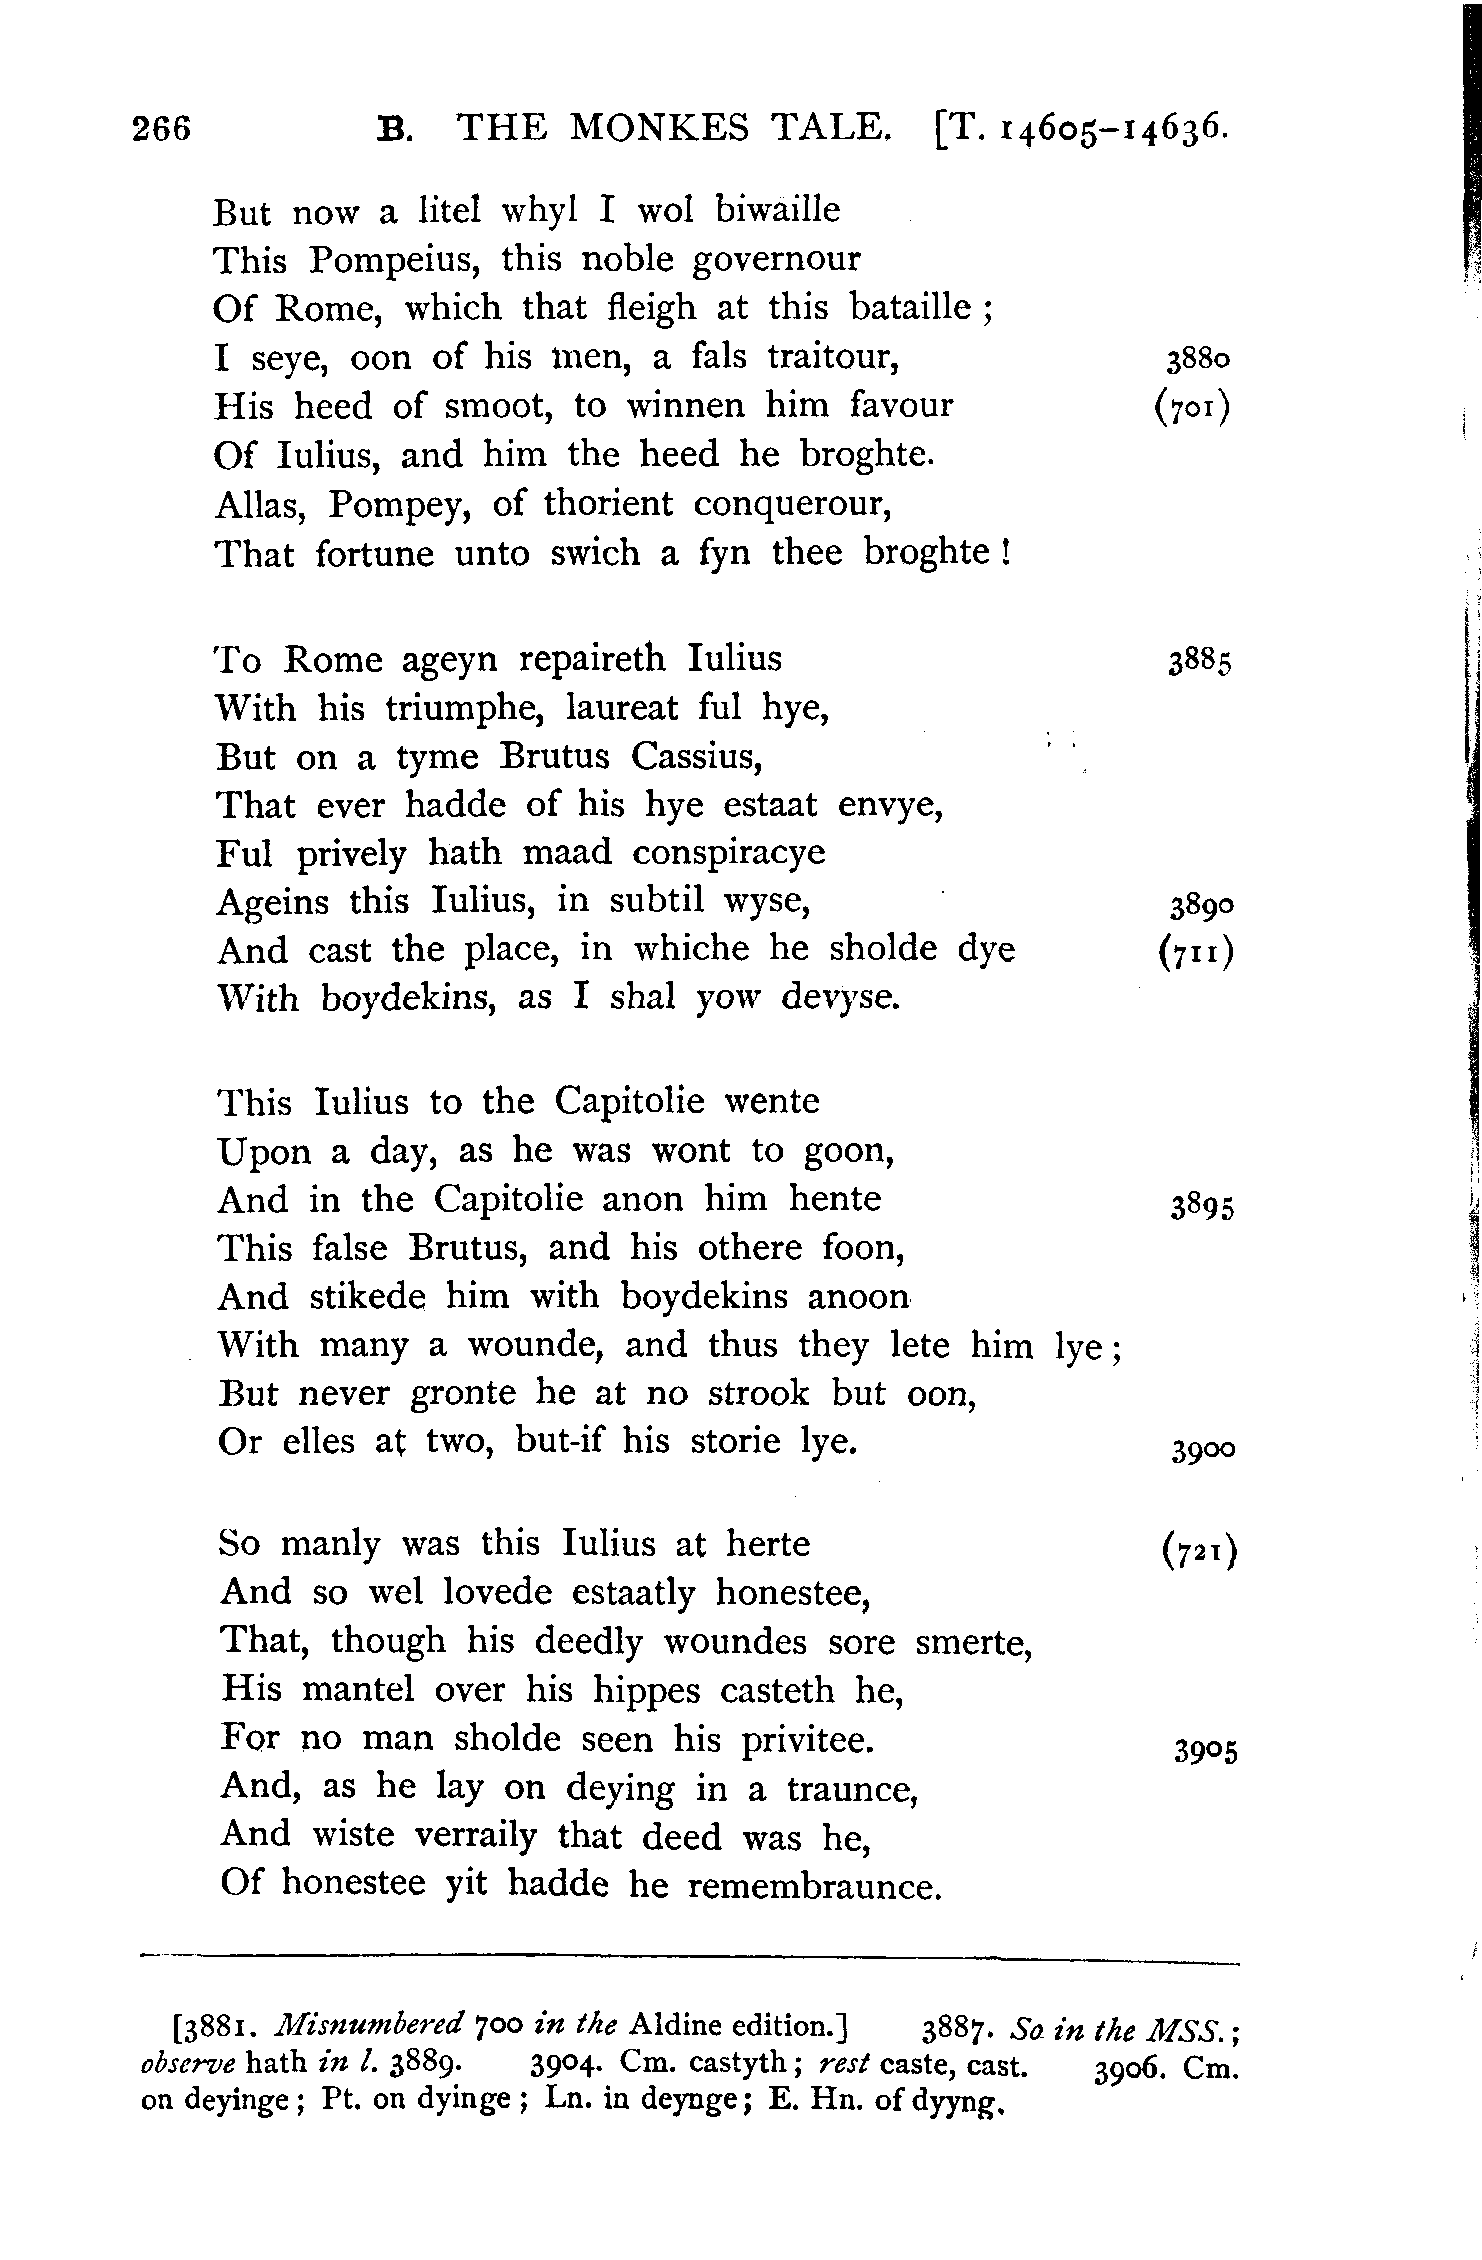 266 B. THE MONKES TALE. [T. 14605–14636.
But now a litel whyl I wol biwaille
This Pompeius, this noble governour
Of Rome, which that fleigh at this bataille ;
I seye, oon of his men, a fals traitour, 3880
His heed of smoot, to winnen him favour (701)
Of Iulius, and him the heed he broghte.
Allas, Pompey, of thorient conquerour,
That fortune unto swich a fyn thee broghte !
To Rome ageyn repaireth Iulius 3885
With his triumphe, laureat ful hye,
But on a tyme Brutus Cassius,
That ever hadde of his hye estaat envye,
Ful prively hath maad conspiracye
Ageins this Iulius, in subtil wyse, 3890
And cast the place, in whiche he sholde dye (711)
With boydekins, as I shal yow devyse.
This Iulius to the Capitolie wente
Upon a day, as he was wont to goon,
And in the Capitolie anon him hente 3895
This false Brutus, and his othere foon,
And stikede him with boydekins anoon
With many a wounde, and thus they lete him lye ;
But never gronte he at no strook but oon,
Or elles at two, but-if his storie lye. 3900
So manly was this Iulius at herte (721)
And so wel lovede estaatly honestee,
That, though his deedly woundes sore smerte,
His mantel over his hippes casteth he,
For no man sholde seen his privitee. 3905
And, as he lay on deying in a traunce,
And wiste verraily that deed was he,
Of honestee yit hadde he remembraunce.
[3881. Misnumbered 700 in the Aldine edition.] 3887. So in the MSS. ;
observe hath in l. 3889. 3904. Cm. castyth ; rest caste, cast. 3906. Cm.
on deyinge ; Pt. on dyinge ; Ln. in deynge ; E. Hn. of dyyng.